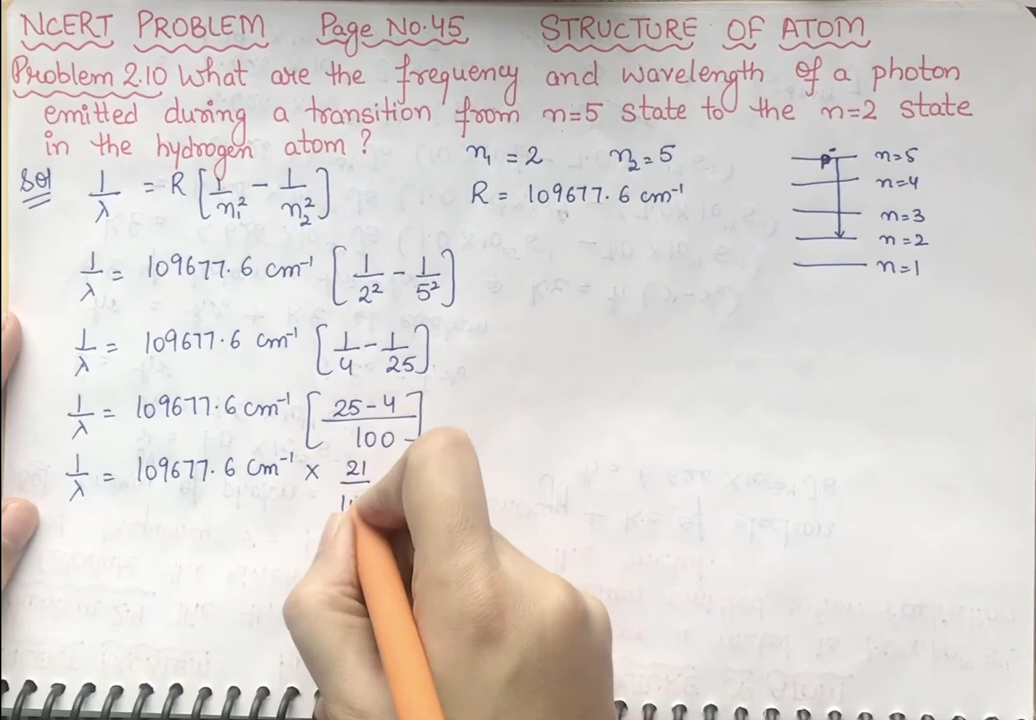 NCERT PROBLEM Page No.45 STRUCTURE OF ATOM
Problem 2.10 What are the frequency and wavelength of a photon
emitted during a transition from n=5 state to the n=2 state
in the hydrogen atom ?
n₁ = 2 n₂ = 5
Sol 1/λ = R [1/n₁² − 1/n₂²]
R = 109677.6 cm⁻¹
n=5
n=4
n=3
n=2
n=1
1/λ = 109677.6 cm⁻¹ [1/2² − 1/5²]
1/λ = 109677.6 cm⁻¹ [1/4 − 1/25]
1/λ = 109677.6 cm⁻¹ [25−4/100]
1/λ = 109677.6 cm⁻¹ × 21/